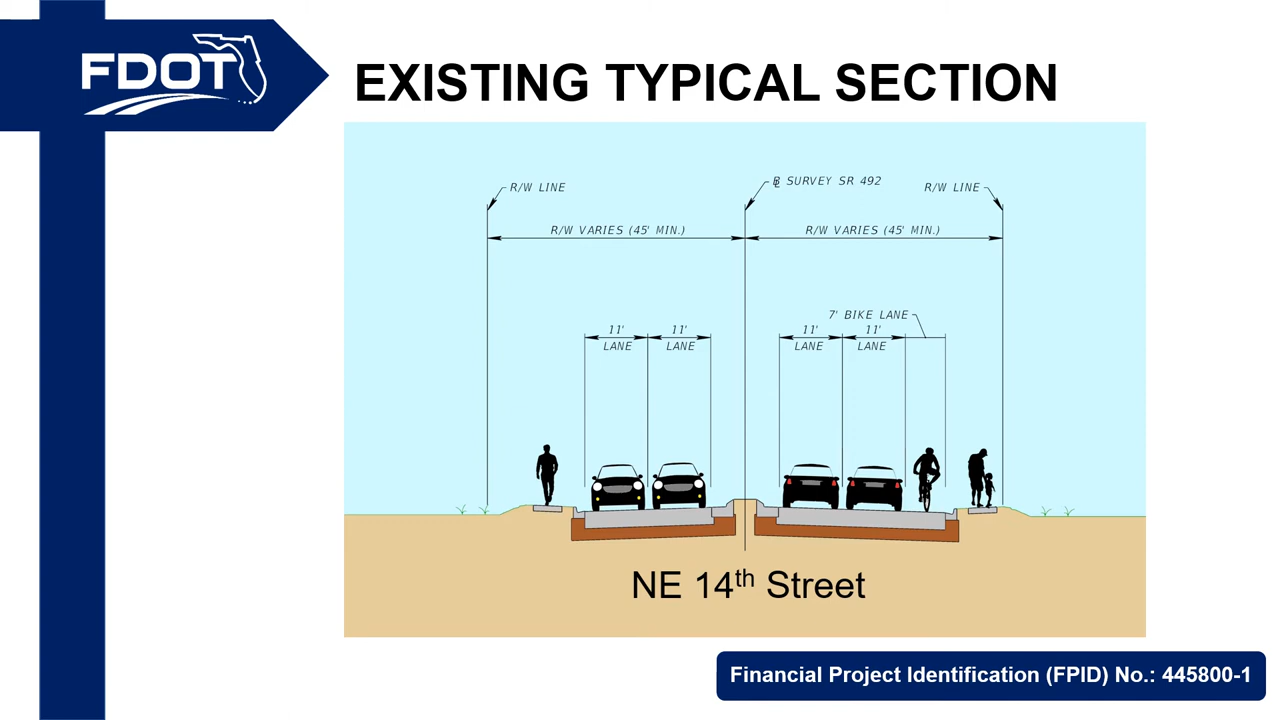 FDOT
EXISTING TYPICAL SECTION
R/W LINE
℄ SURVEY SR 492
R/W LINE
R/W VARIES (45' MIN.)
R/W VARIES (45' MIN.)
7' BIKE LANE
11'
11'
11'
11'
LANE
LANE
LANE
LANE
NE 14th Street
Financial Project Identification (FPID) No.: 445800-1